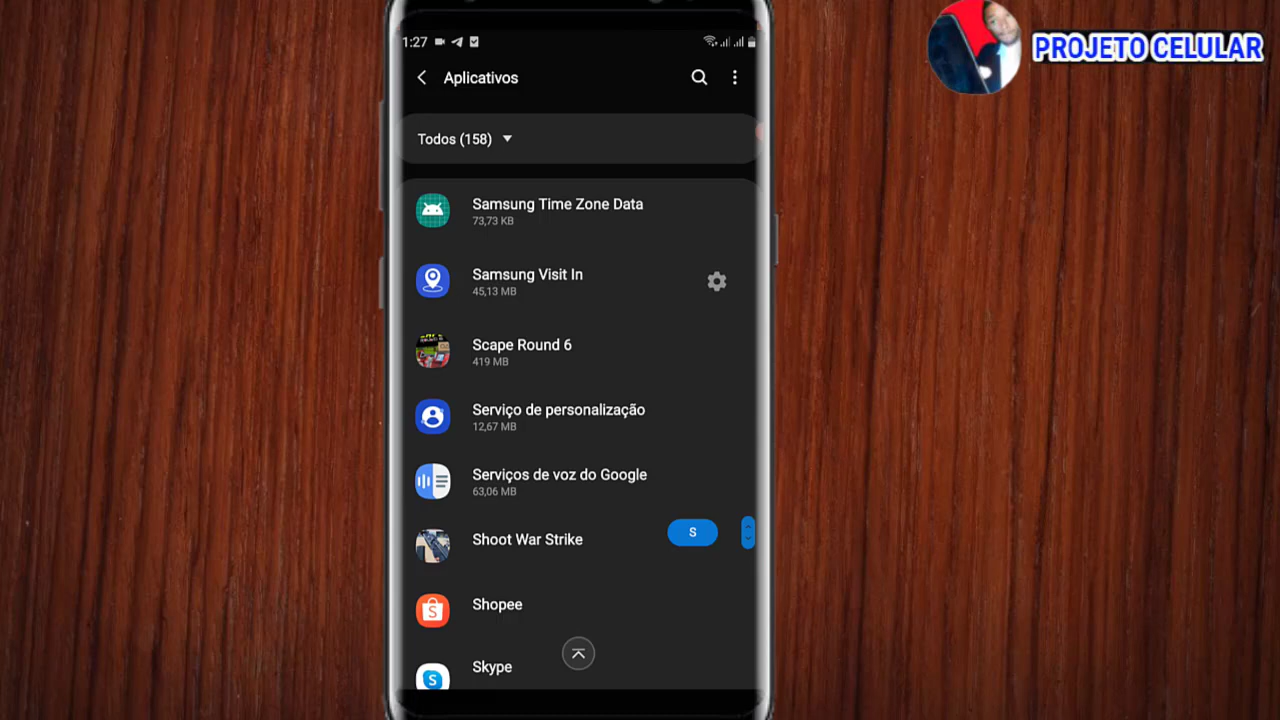 PROJETO CELULAR
1:27
Aplicativos
Todos (158)
Samsung Time Zone Data
73,73 KB
Samsung Visit In
45,13 MB
Scape Round 6
419 MB
Serviço de personalização
12,67 MB
Serviços de voz do Google
63,06 MB
Shoot War Strike
S
Shopee
Skype